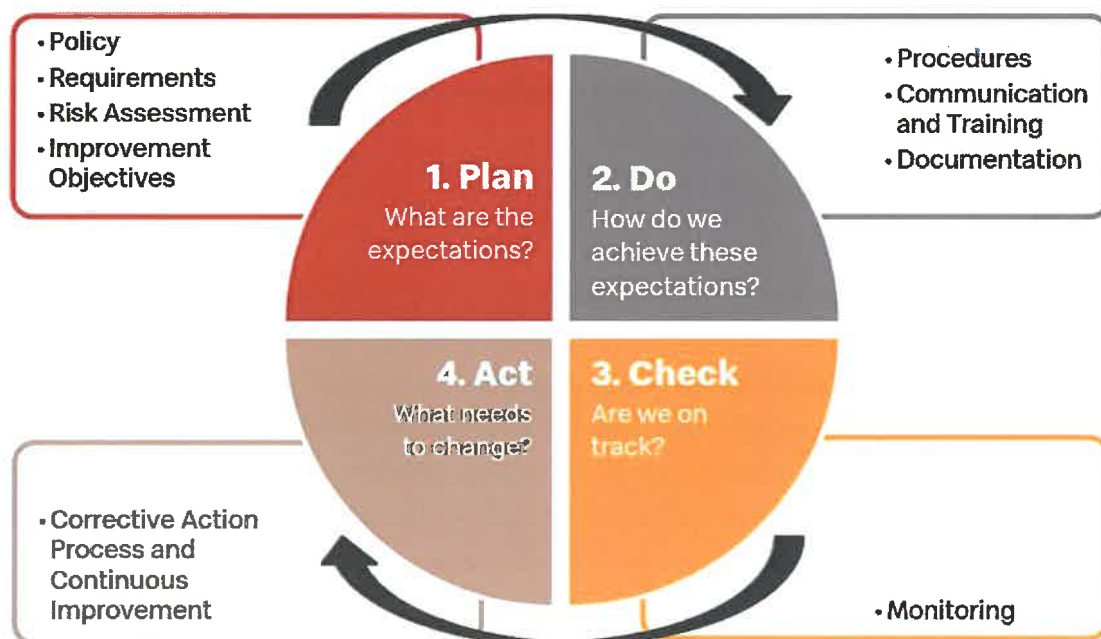 • Policy
• Requirements
• Risk Assessment
• Improvement
Objectives
• Procedures
• Communication
and Training
• Documentation
1. Plan
What are the
expectations?
2. Do
How do we
achieve these
expectations?
4. Act
What needs
to change?
3. Check
Are we on
track?
• Corrective Action
Process and
Continuous
Improvement
• Monitoring